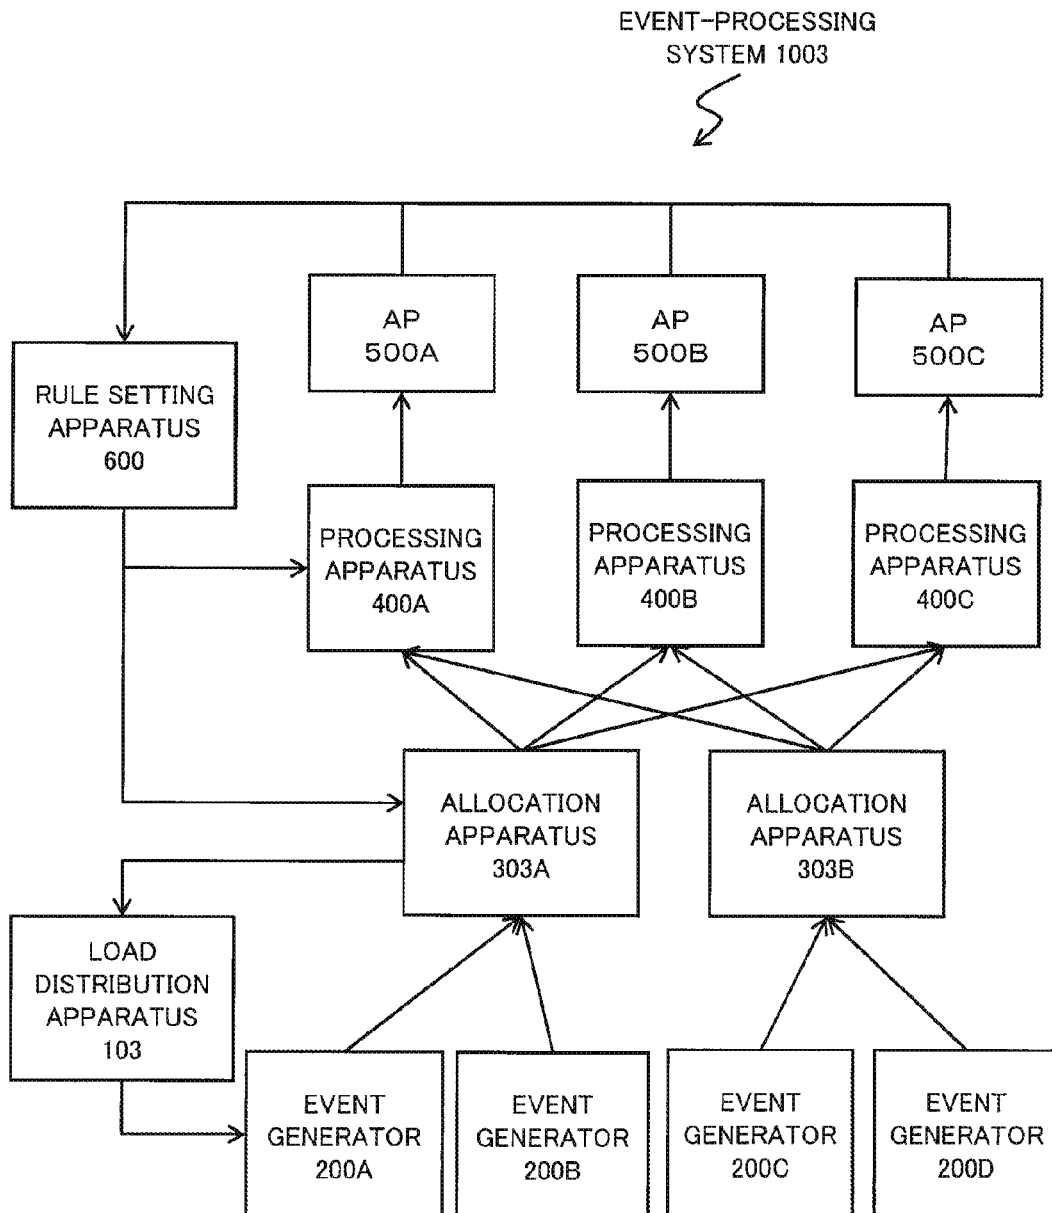 EVENT-PROCESSING
SYSTEM 1003
AP
500A
AP
500B
AP
500C
RULE SETTING
APPARATUS
600
PROCESSING
APPARATUS
400A
PROCESSING
APPARATUS
400B
PROCESSING
APPARATUS
400C
ALLOCATION
APPARATUS
303A
ALLOCATION
APPARATUS
303B
LOAD
DISTRIBUTION
APPARATUS
103
EVENT
GENERATOR
200A
EVENT
GENERATOR
200B
EVENT
GENERATOR
200C
EVENT
GENERATOR
200D